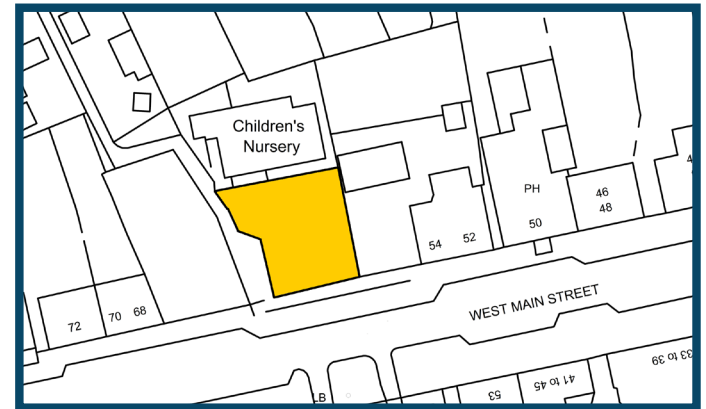 Children's
Nursery
PH
50
46
48
4
54
52
WEST MAIN STREET
72
70
68
LB
53
41 to 45
33 to 39